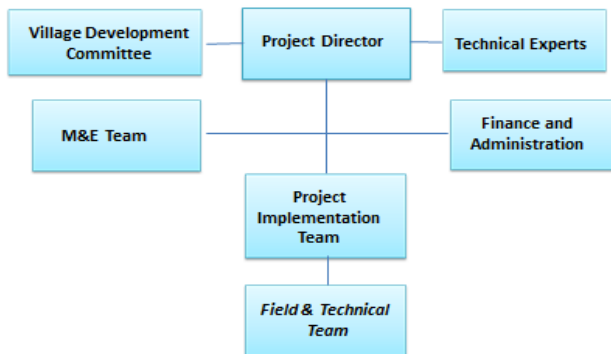 Village Development
Committee
Project Director
Technical Experts
M&E Team
Finance and
Administration
Project
Implementation
Team
Field & Technical
Team